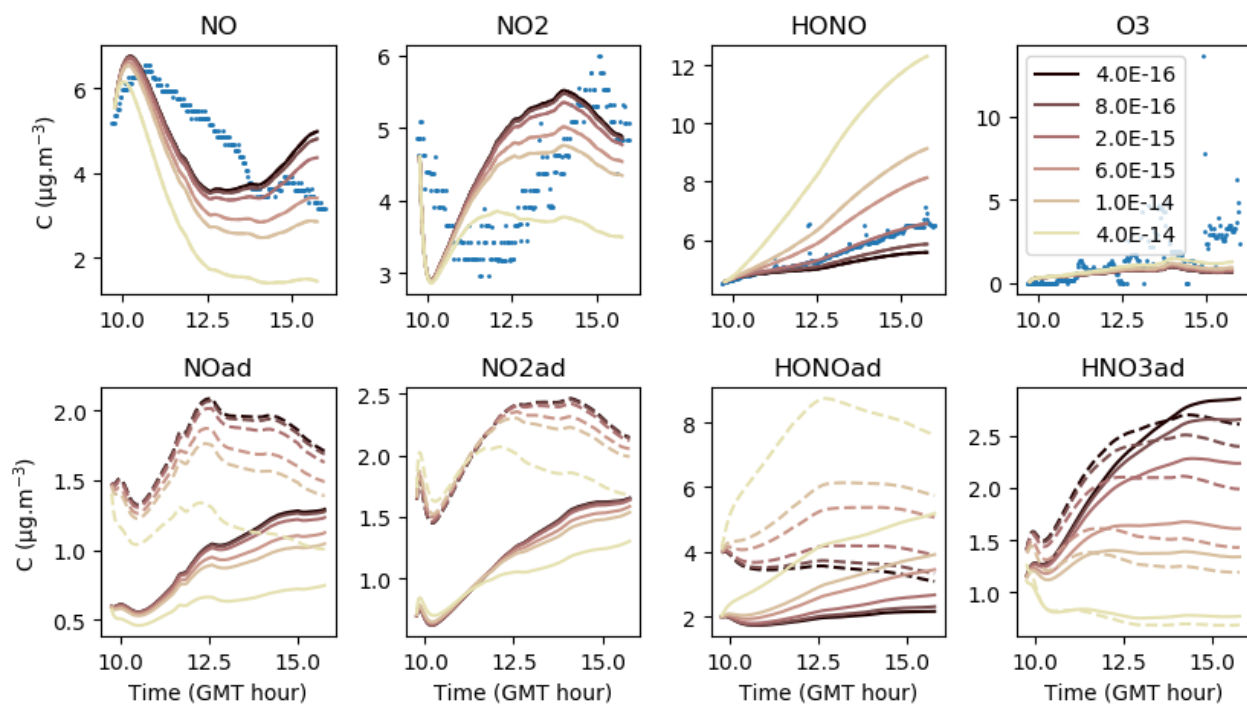 NO NO2 HONO O3
C (µg.m⁻³)
6
4
2
10.0 12.5 15.0
6
5
4
3
10.0 12.5 15.0
12
10
8
6
10.0 12.5 15.0
10
5
0
10.0 12.5 15.0
4.0E-16
8.0E-16
2.0E-15
6.0E-15
1.0E-14
4.0E-14
NOad NO2ad HONOad HNO3ad
C (µg.m⁻³)
2.0
1.5
1.0
0.5
10.0 12.5 15.0
Time (GMT hour)
2.5
2.0
1.5
1.0
10.0 12.5 15.0
Time (GMT hour)
8
6
4
2
10.0 12.5 15.0
Time (GMT hour)
2.5
2.0
1.5
1.0
10.0 12.5 15.0
Time (GMT hour)